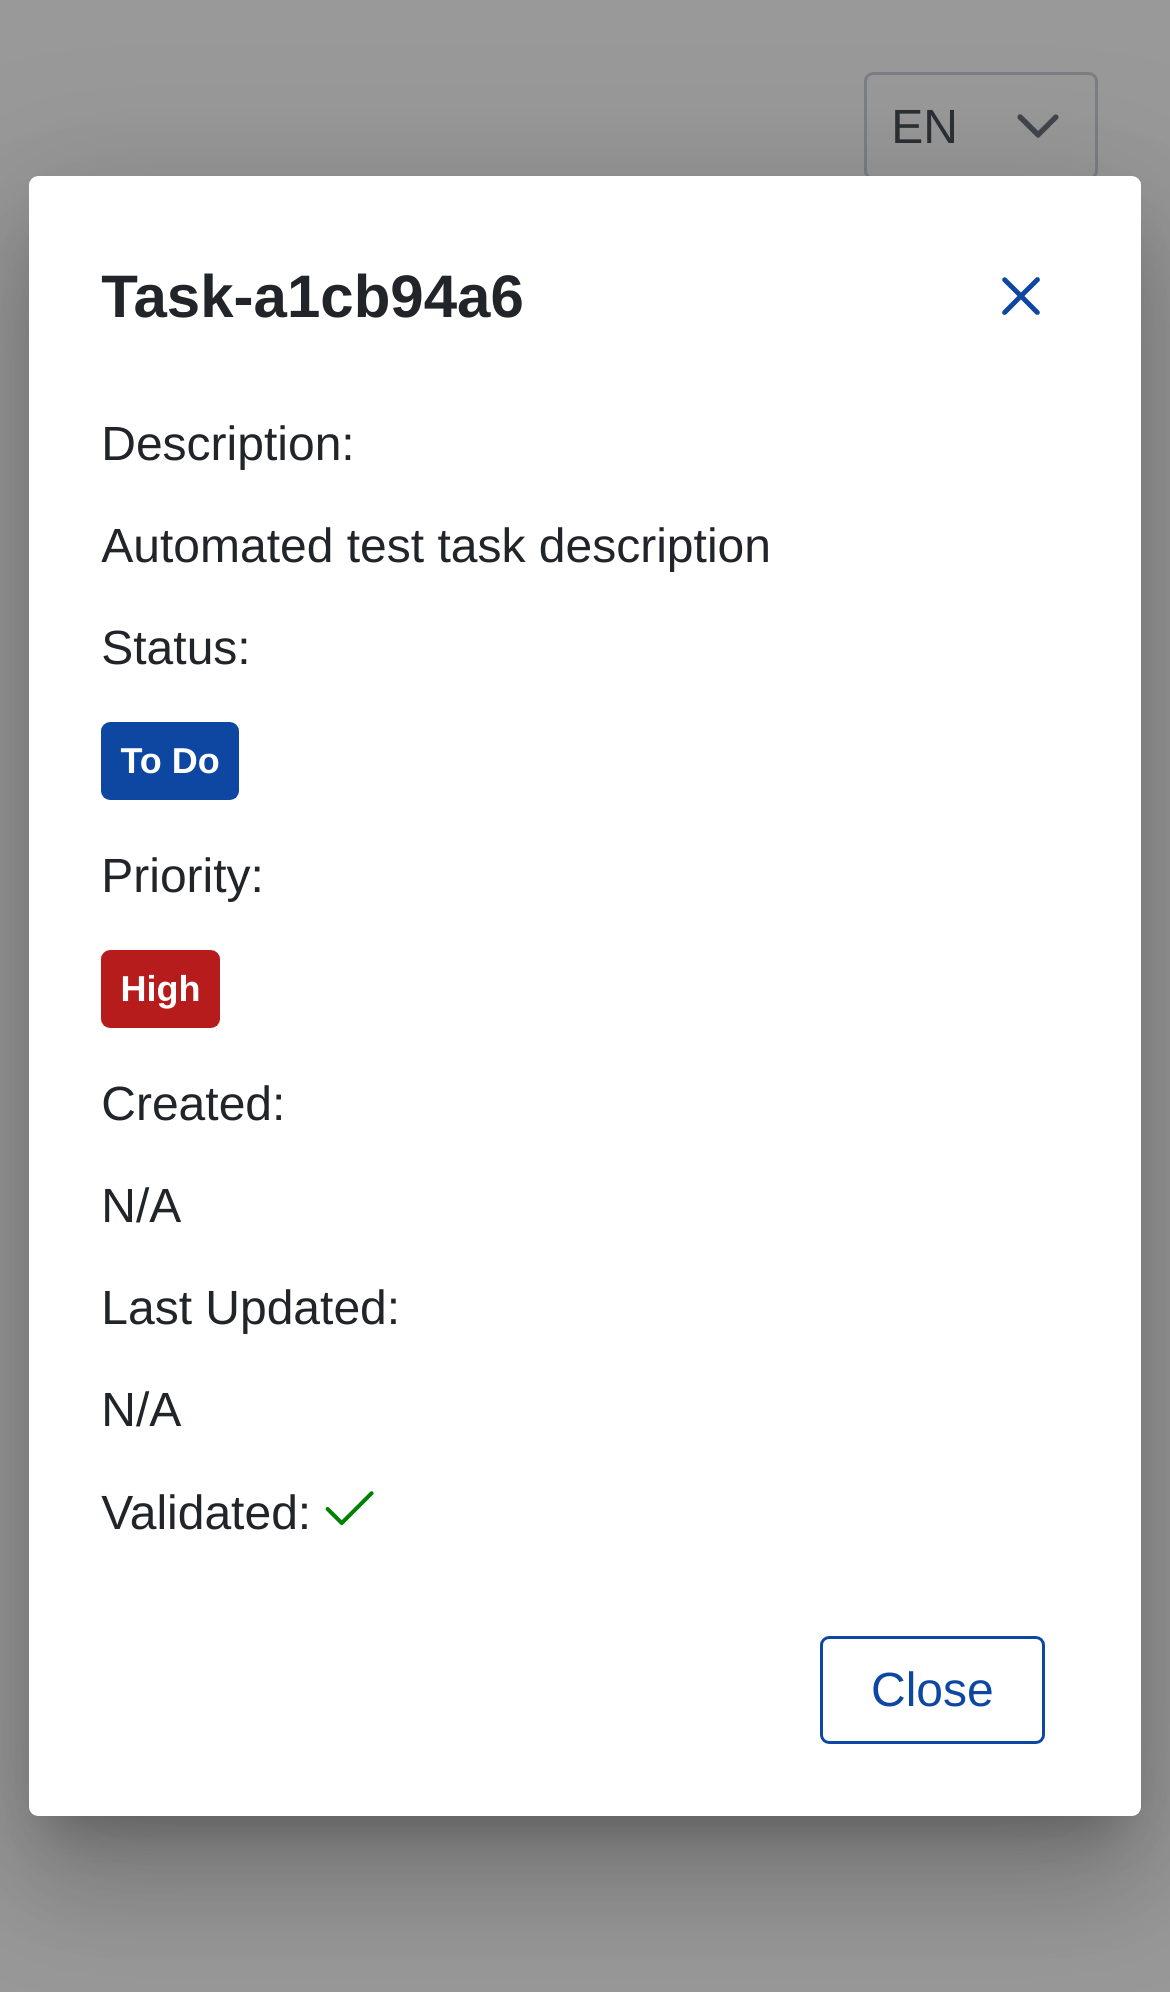 EN
Task-a1cb94a6
Description:
Automated test task description
Status:
To Do
Priority:
High
Created:
N/A
Last Updated:
N/A
Validated:
Close